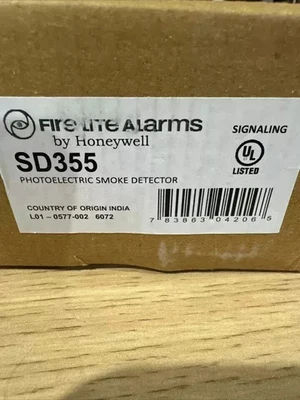 Fire-Lite Alarms
by Honeywell
SIGNALING
SD355
UL
LISTED
PHOTOELECTRIC SMOKE DETECTOR
COUNTRY OF ORIGIN INDIA
L01 – 0577-002 6072
7 83863 04206 5